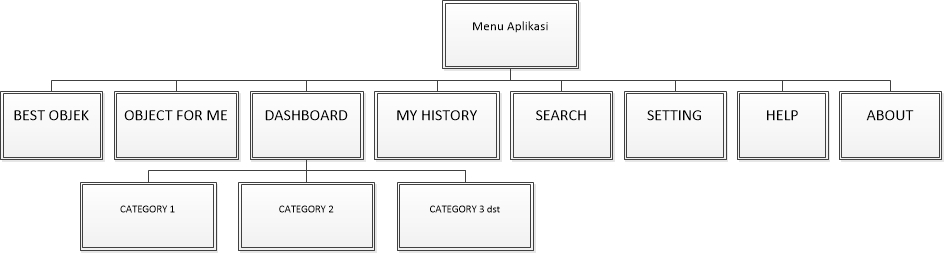 Menu Aplikasi
BEST OBJEK
OBJECT FOR ME
DASHBOARD
MY HISTORY
SEARCH
SETTING
HELP
ABOUT
CATEGORY 1
CATEGORY 2
CATEGORY 3 dst